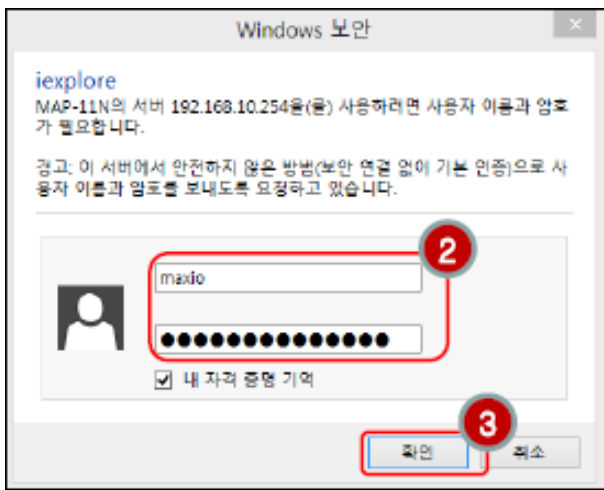 Windows 보안
iexplore
MAP-11N의 서버 192.168.10.254을(를) 사용하려면 사용자 이름과 암호
가 필요합니다.
경고: 이 서버에서 안전하지 않은 방법(보안 연결 없이 기본 인증)으로 사
용자 이름과 암호를 보내도록 요청하고 있습니다.
2
maxio
●●●●●●●●●●●●●●
내 자격 증명 기억
3
확인 취소